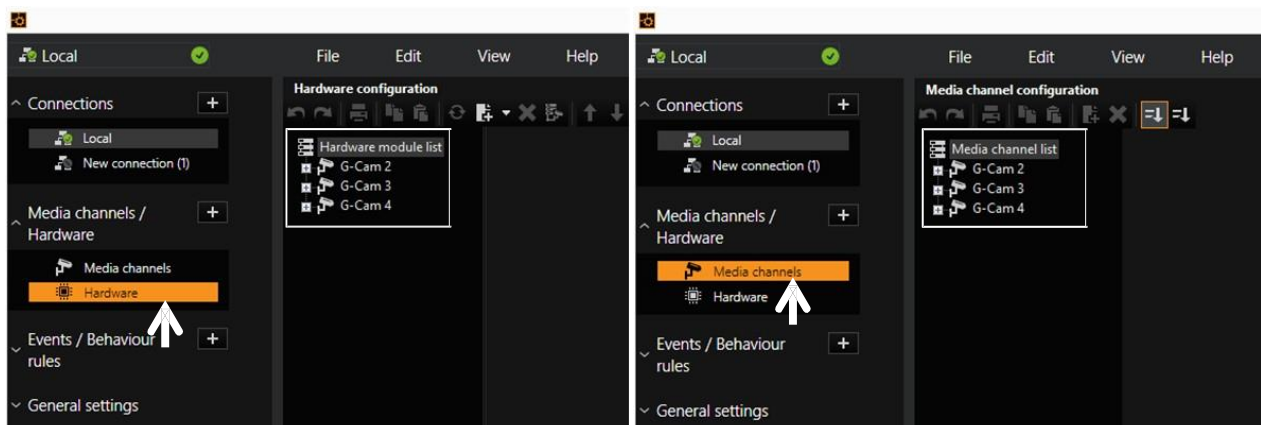 Local
File Edit View Help
Connections
Local
New connection (1)
Media channels /
Hardware
Media channels
Hardware
Events / Behaviour
rules
General settings
Hardware configuration
Hardware module list
G-Cam 2
G-Cam 3
G-Cam 4
Local
File Edit View Help
Connections
Local
New connection (1)
Media channels /
Hardware
Media channels
Hardware
Events / Behaviour
rules
General settings
Media channel configuration
Media channel list
G-Cam 2
G-Cam 3
G-Cam 4